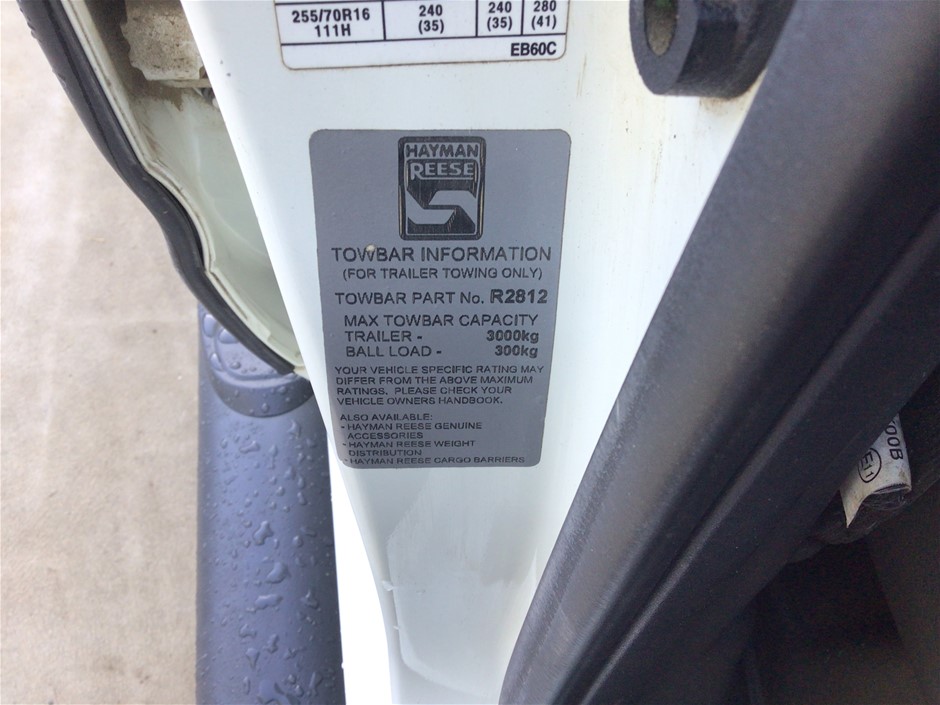 255/70R16 240 240 280
111H (35) (35) (41)
EB60C
HAYMAN
REESE
TOWBAR INFORMATION
(FOR TRAILER TOWING ONLY)
TOWBAR PART No. R2812
MAX TOWBAR CAPACITY
TRAILER - 3000kg
BALL LOAD - 300kg
YOUR VEHICLE SPECIFIC RATING MAY
DIFFER FROM THE ABOVE MAXIMUM
RATINGS. PLEASE CHECK YOUR
VEHICLE OWNERS HANDBOOK.
ALSO AVAILABLE:
- HAYMAN REESE GENUINE
ACCESSORIES
- HAYMAN REESE WEIGHT
DISTRIBUTION
- HAYMAN REESE CARGO BARRIERS
00B
E11